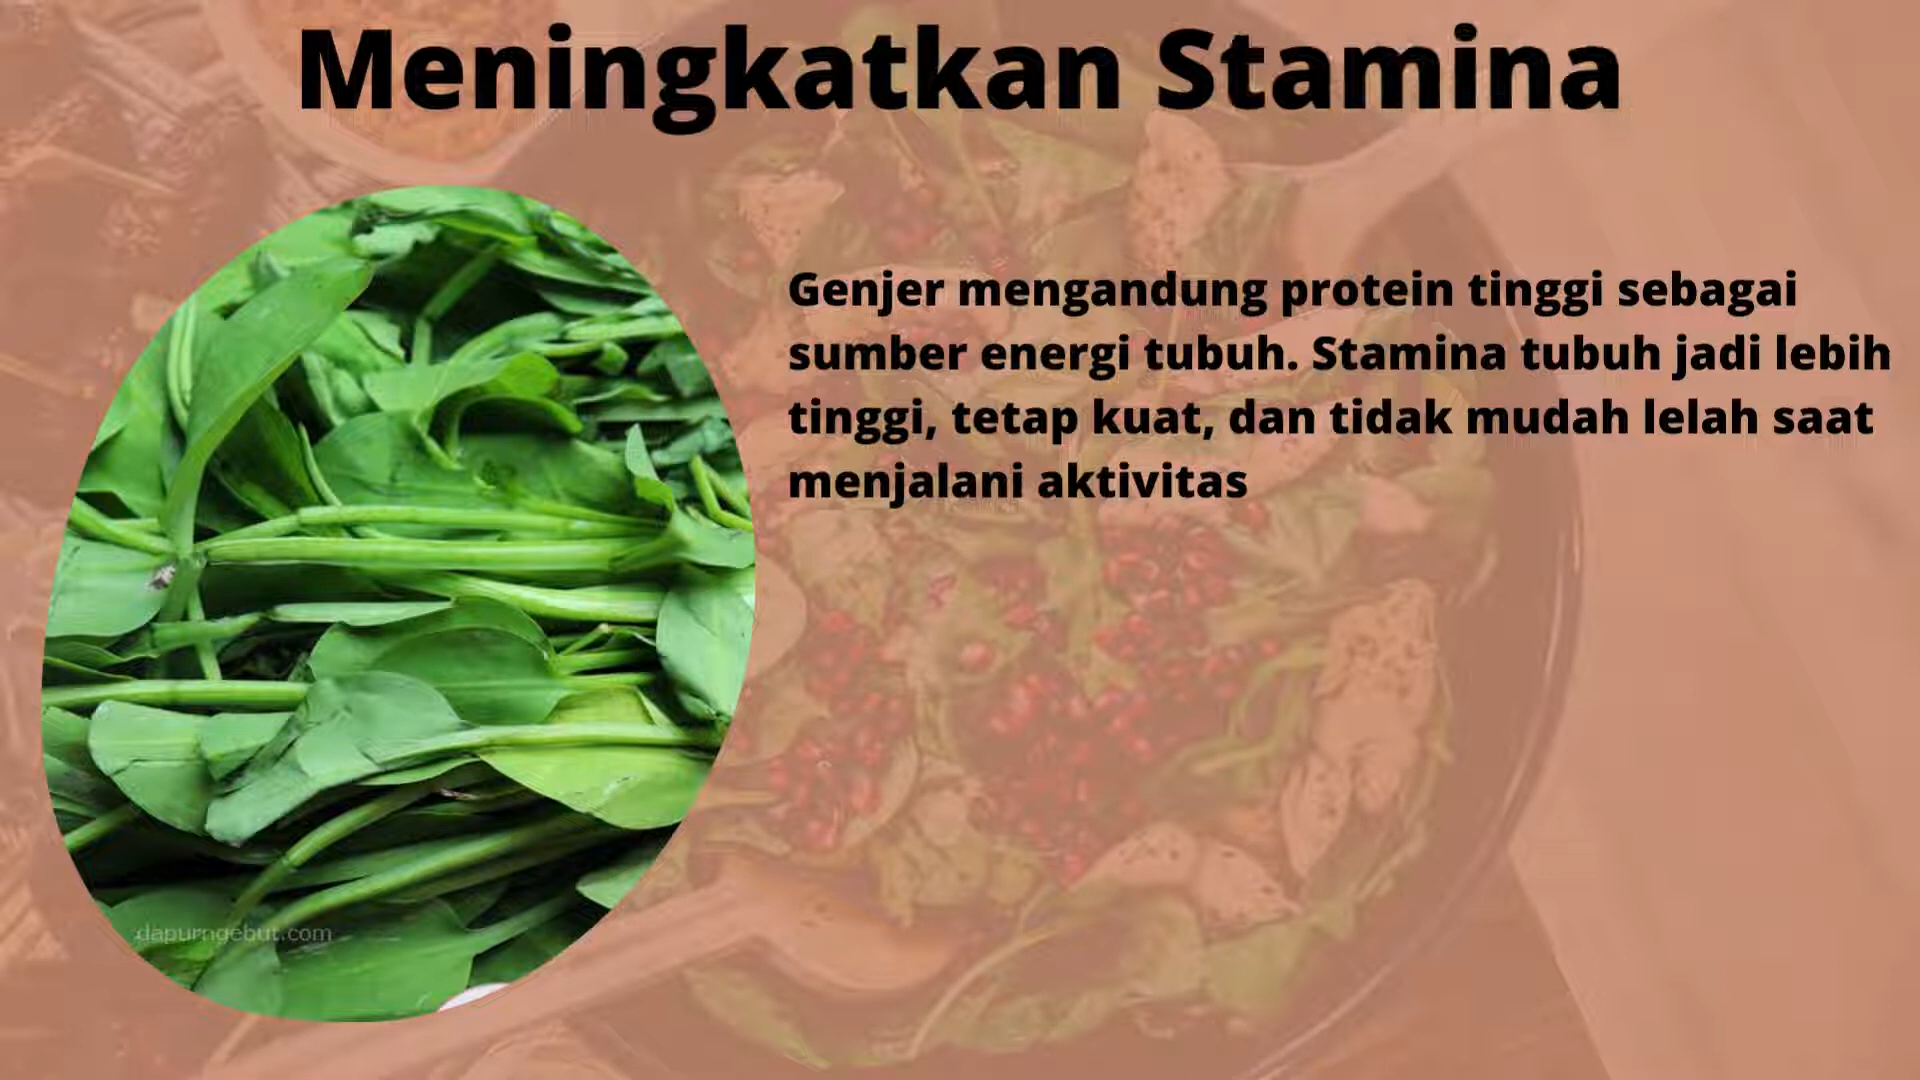 Meningkatkan Stamina
Genjer mengandung protein tinggi sebagai
sumber energi tubuh. Stamina tubuh jadi lebih
tinggi, tetap kuat, dan tidak mudah lelah saat
menjalani aktivitas
dapurngebut.com